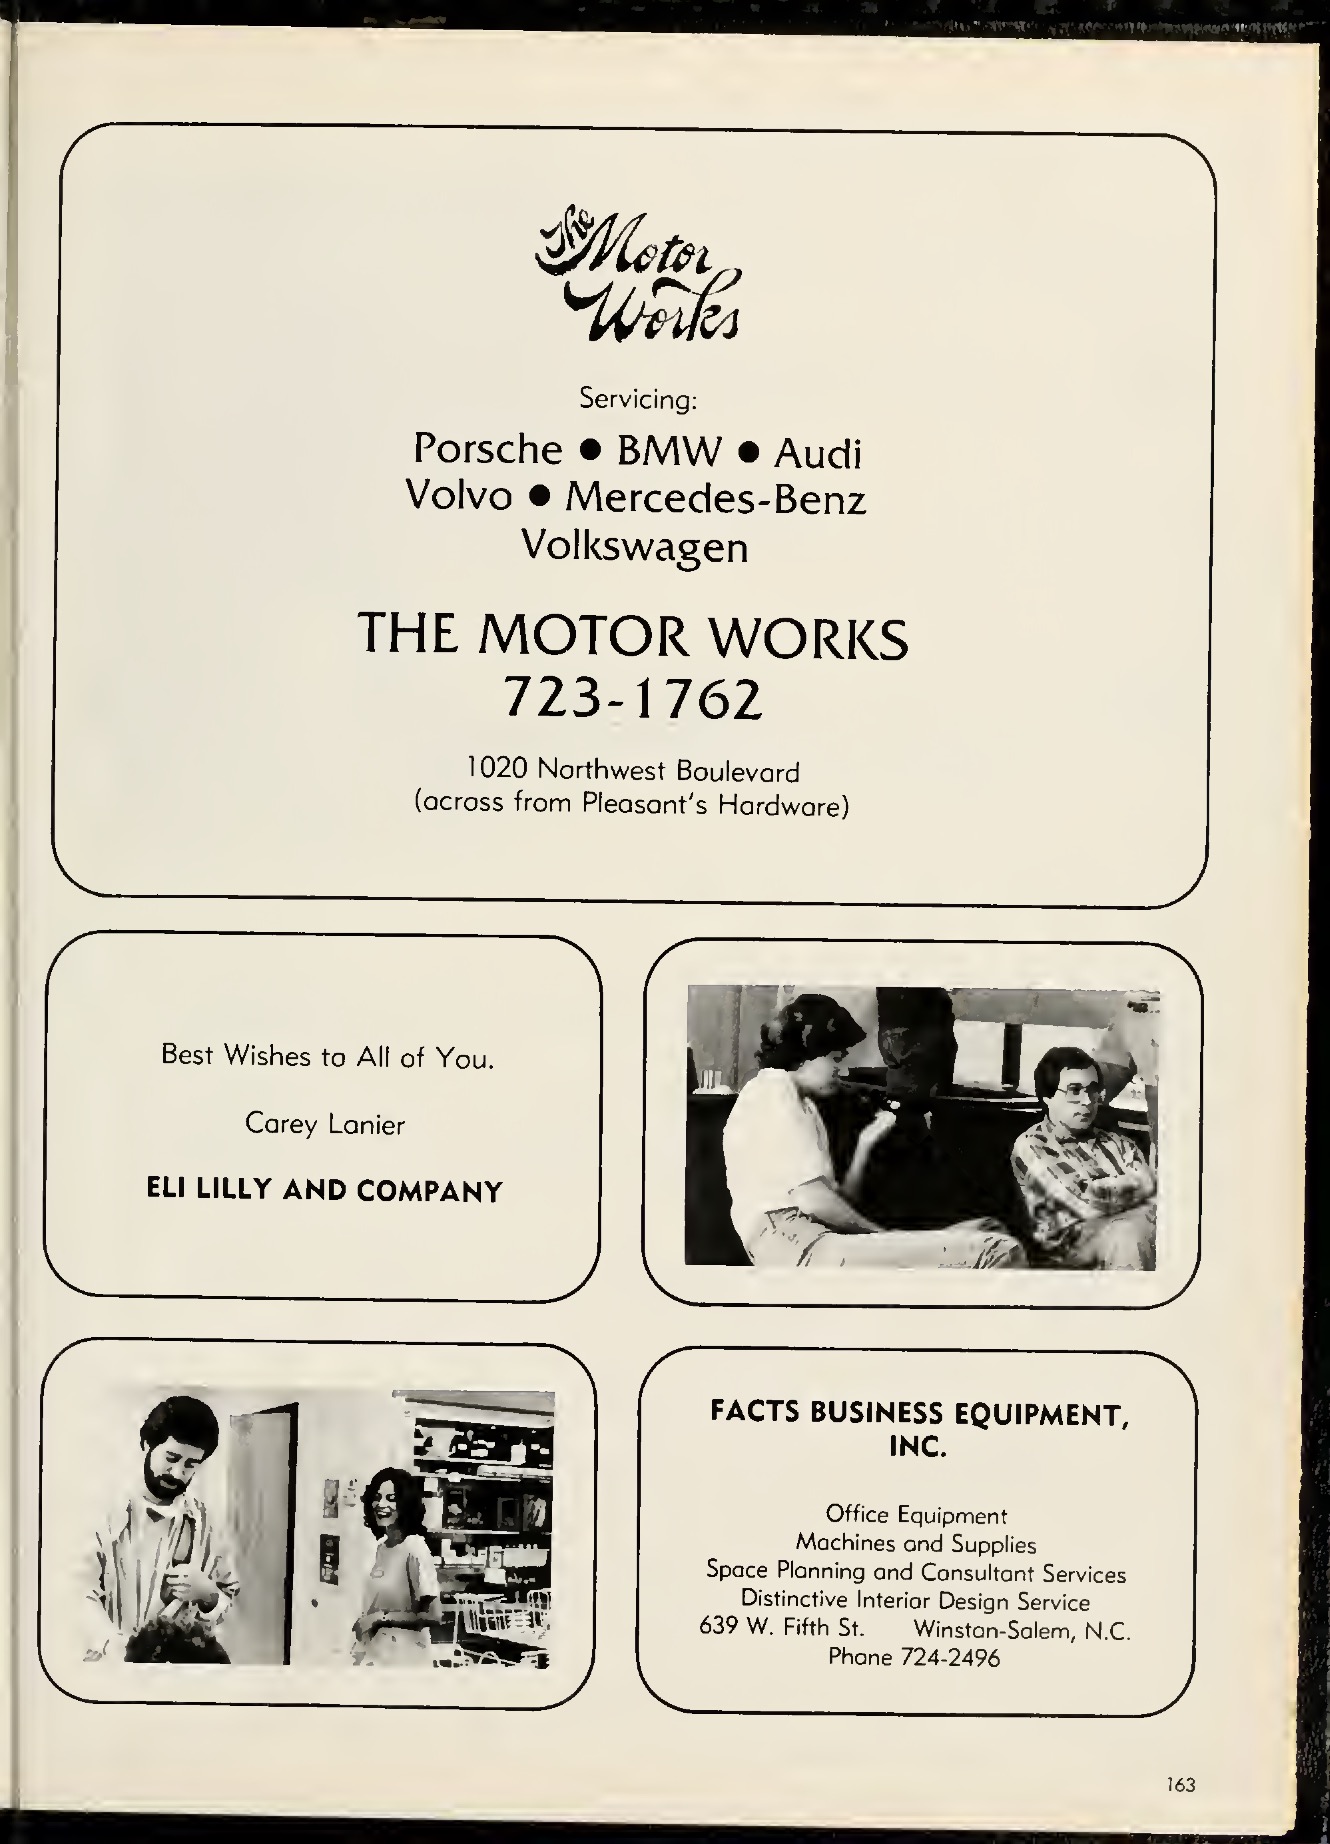 The Motor
Works
Servicing:
Porsche • BMW • Audi
Volvo • Mercedes-Benz
Volkswagen
THE MOTOR WORKS
723-1762
1020 Northwest Boulevard
(across from Pleasant's Hardware)
Best Wishes to All of You.
Carey Lanier
ELI LILLY AND COMPANY
FACTS BUSINESS EQUIPMENT,
INC.
Office Equipment
Machines and Supplies
Space Planning and Consultant Services
Distinctive Interior Design Service
639 W. Fifth St. Winston-Salem, N.C.
Phone 724-2496
163